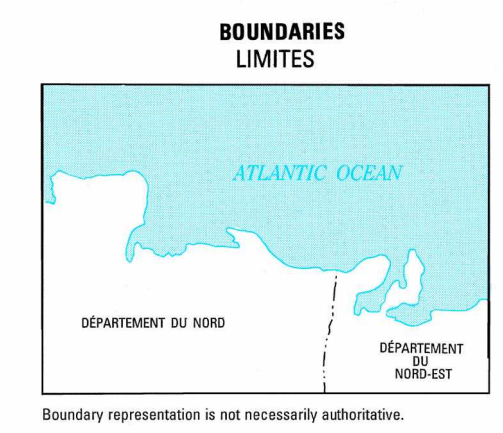 BOUNDARIES
LIMITES
ATLANTIC OCEAN
DÉPARTEMENT DU NORD
DÉPARTEMENT
DU
NORD-EST
Boundary representation is not necessarily authoritative.